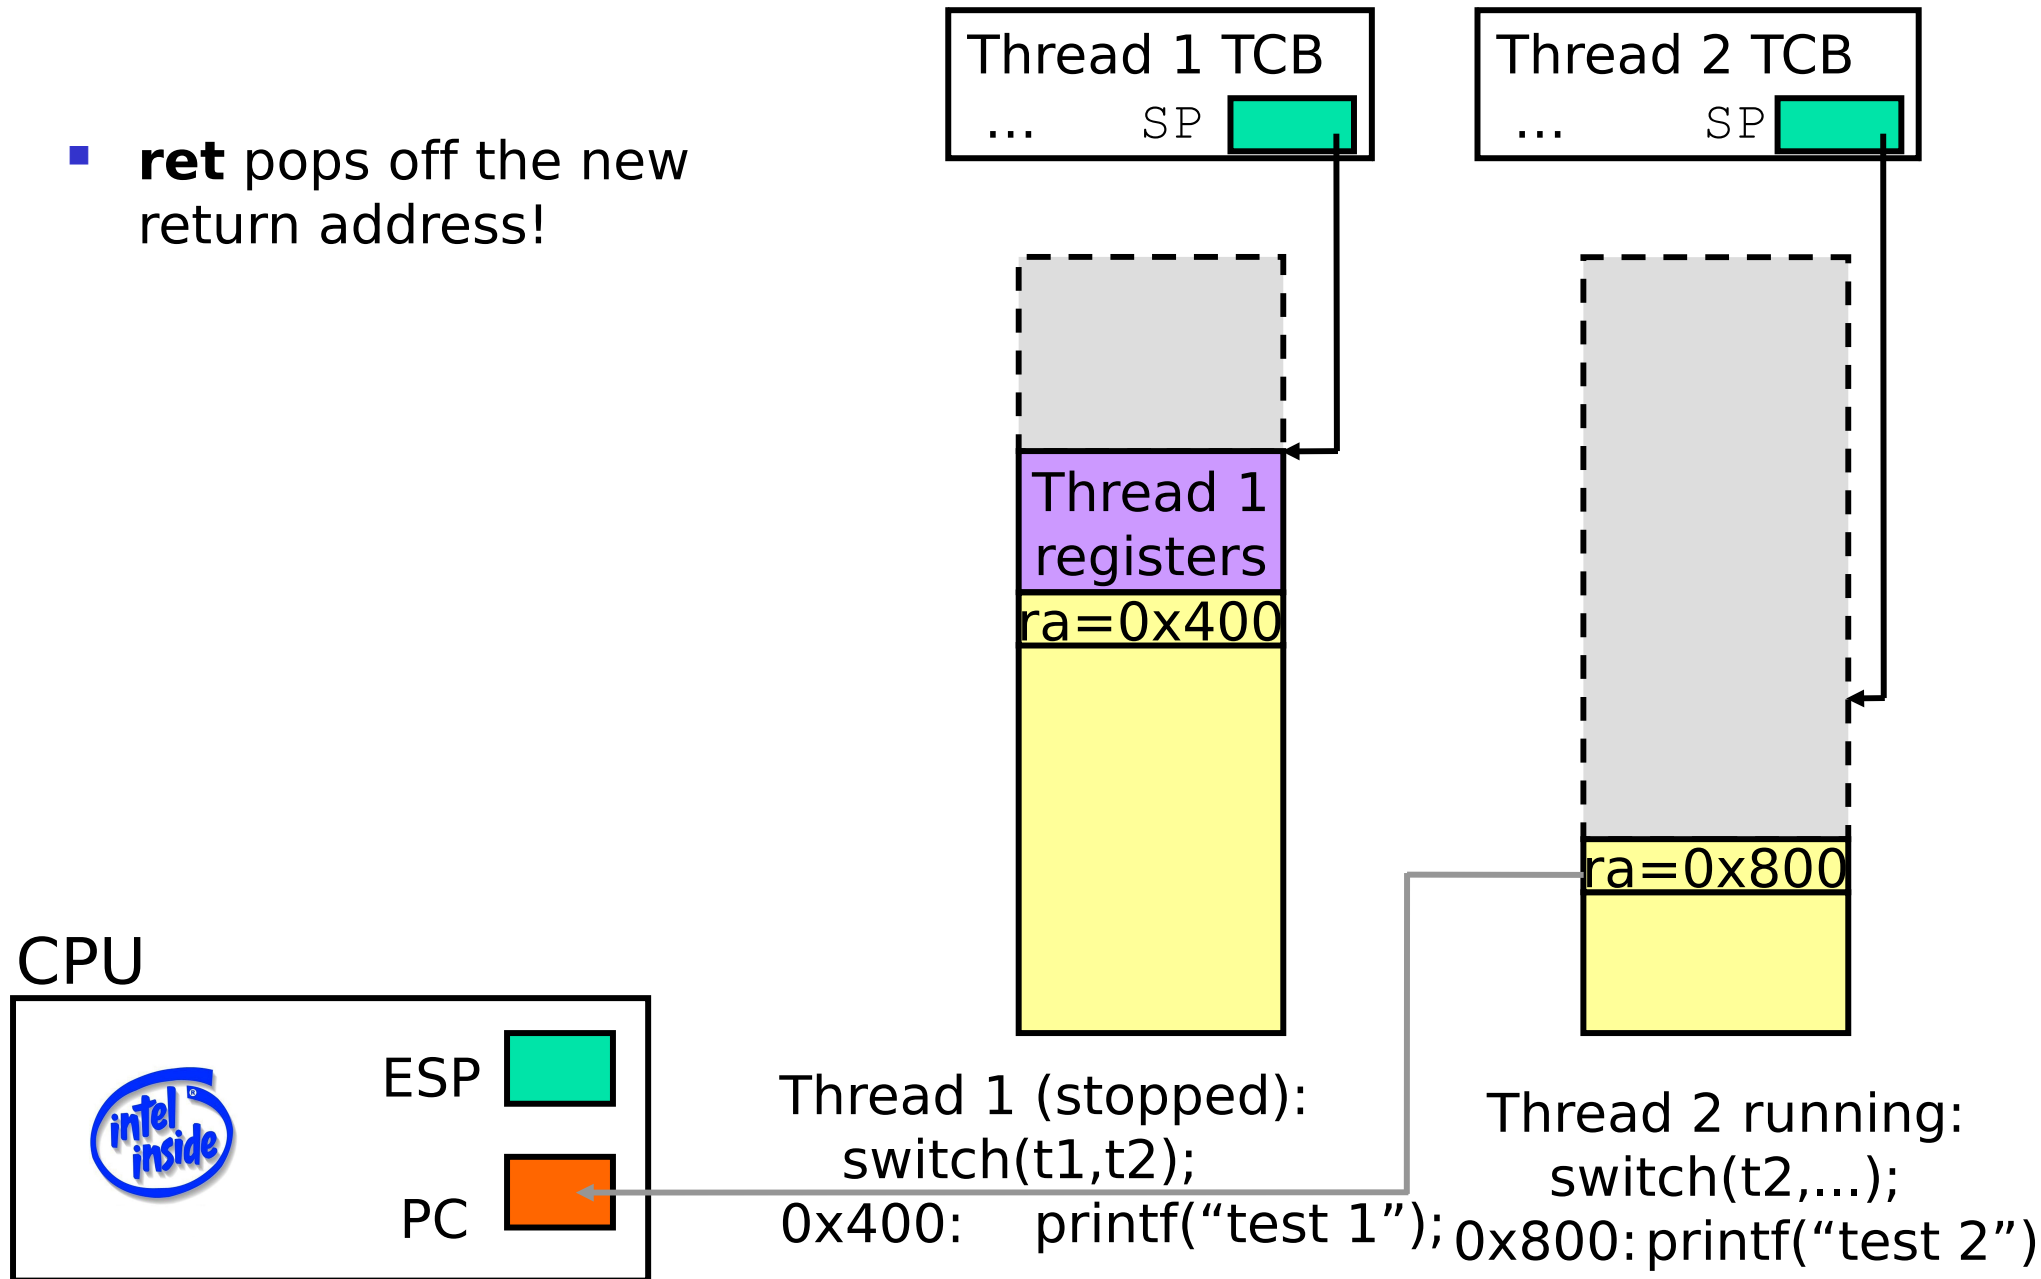 Thread 1 TCB
... SP
Thread 2 TCB
... SP
ret pops off the new
return address!
Thread 1
registers
ra=0x400
ra=0x800
CPU
ESP
PC
intel
inside
®
Thread 1 (stopped):
switch(t1,t2);
0x400: printf(“test 1”);
Thread 2 running:
switch(t2,...);
0x800: printf(“test 2”)